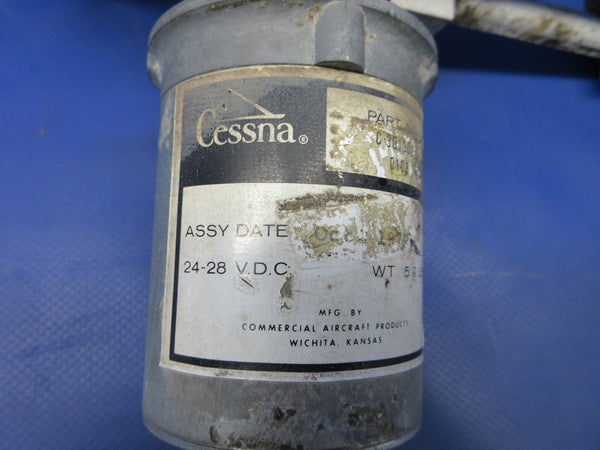 Cessna®
PART
ASSY DATE
24-28 V.D.C. WT
MFG. BY
COMMERCIAL AIRCRAFT PRODUCTS
WICHITA, KANSAS